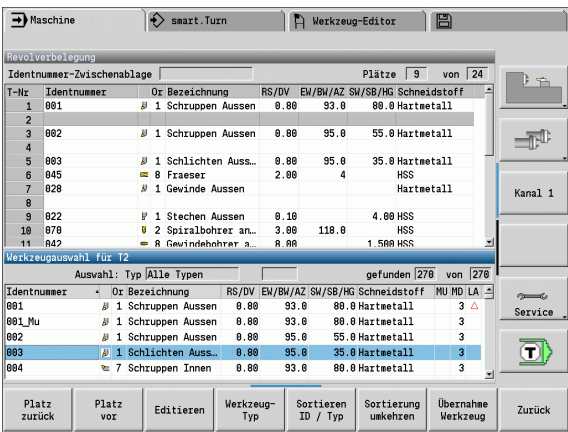 Maschine smart.Turn Werkzeug-Editor
Revolverbelegung
Identnummer-Zwischenablage Plätze 9 von 24
T-Nr Identnummer Or Bezeichnung RS/DV EW/BW/AZ SW/SB/HG Schneidstoff
1 001 1 Schruppen Aussen 0.80 93.0 80.0 Hartmetall
2
3 002 1 Schruppen Aussen 0.80 95.0 55.0 Hartmetall
4
5 003 1 Schlichten Auss… 0.80 95.0 35.0 Hartmetall
6 045 8 Fraeser 2.00 4 HSS
7 028 1 Gewinde Aussen Hartmetall
8
9 022 1 Stechen Aussen 0.10 4.00 HSS
10 070 2 Spiralbohrer an… 3.00 118.0 HSS
11 042 8 Gewindebohrer a… 8.00 1.500 HSS
Kanal 1
Werkzeugauswahl für T2
Auswahl: Typ Alle Typen gefunden 270 von 270
Identnummer Or Bezeichnung RS/DV EW/BW/AZ SW/SB/HG Schneidstoff MU MD LA
001 1 Schruppen Aussen 0.80 93.0 80.0 Hartmetall 3
001_Mu 1 Schruppen Aussen 0.80 93.0 80.0 Hartmetall 3
002 1 Schruppen Aussen 0.80 95.0 55.0 Hartmetall 3
003 1 Schlichten Auss… 0.80 95.0 35.0 Hartmetall 3
004 7 Schruppen Innen 0.80 93.0 80.0 Hartmetall 3
Service
T
Platz zurück
Platz vor
Editieren
Werkzeug-Typ
Sortieren ID / Typ
Sortierung umkehren
Übernahme Werkzeug
Zurück